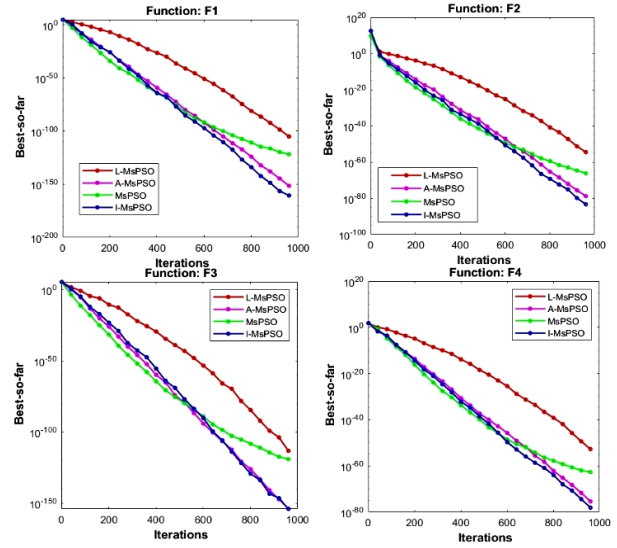 Function: F1
Best-so-far
10^0
10^-50
10^-100
10^-150
10^-200
L-MsPSO
A-MsPSO
MsPSO
I-MsPSO
0 200 400 600 800 1000
Iterations
Function: F2
Best-so-far
10^20
10^0
10^-20
10^-40
10^-60
10^-80
10^-100
L-MsPSO
A-MsPSO
MsPSO
I-MsPSO
0 200 400 600 800 1000
Iterations
Function: F3
Best-so-far
10^0
10^-50
10^-100
10^-150
L-MsPSO
A-MsPSO
MsPSO
I-MsPSO
0 200 400 600 800 1000
Iterations
Function: F4
Best-so-far
10^20
10^0
10^-20
10^-40
10^-60
10^-80
L-MsPSO
A-MsPSO
MsPSO
I-MsPSO
0 200 400 600 800 1000
Iterations